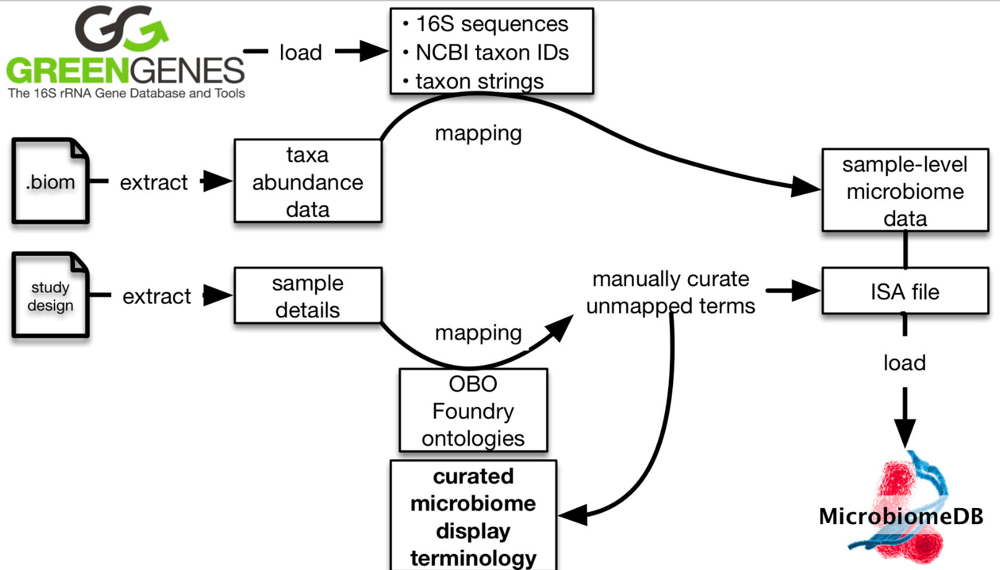 GREENGENES
The 16S rRNA Gene Database and Tools
load
• 16S sequences
• NCBI taxon IDs
• taxon strings
mapping
.biom
extract
taxa
abundance
data
sample-level
microbiome
data
study
design
extract
sample
details
mapping
manually curate
unmapped terms
ISA file
OBO
Foundry
ontologies
load
curated
microbiome
display
terminology
MicrobiomeDB